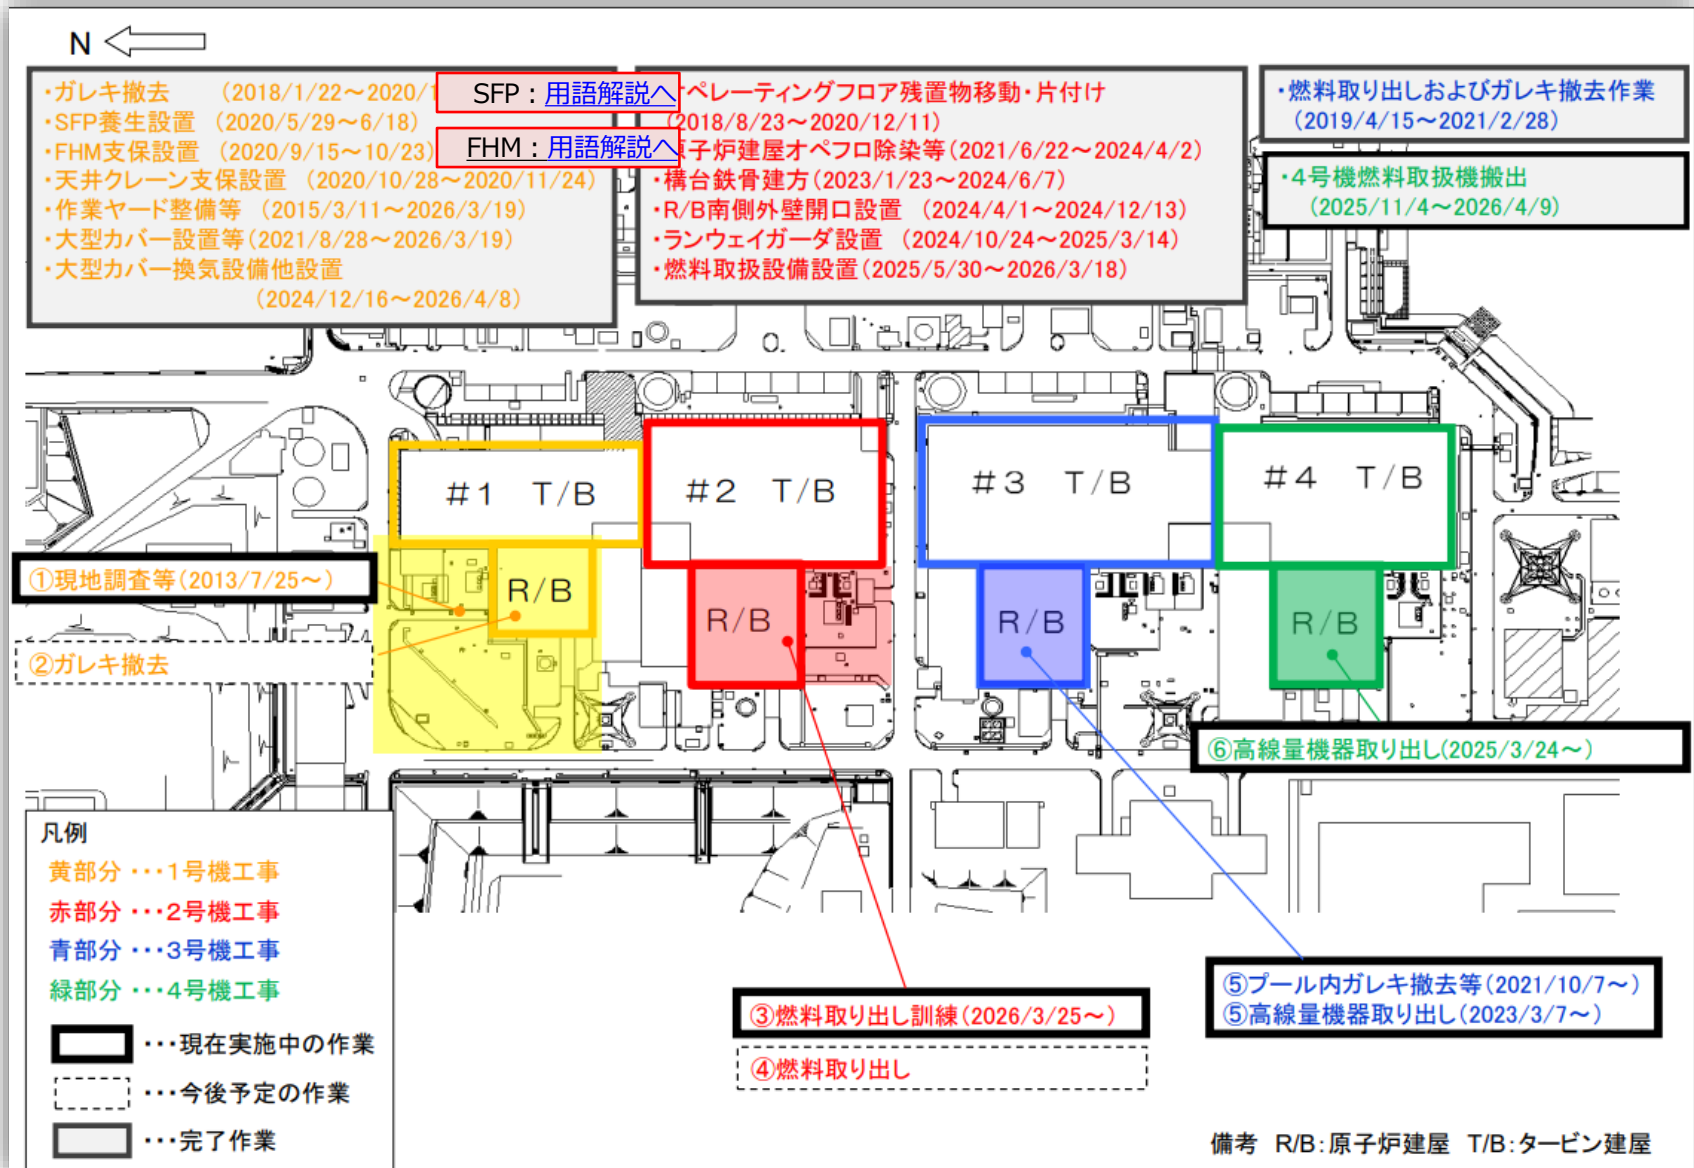 N
・ガレキ撤去 (2018/1/22～2020/1
・SFP養生設置 (2020/5/29～6/18)
・FHM支保設置 (2020/9/15～10/23)
・天井クレーン支保設置 (2020/10/28～2020/11/24)
・作業ヤード整備等 (2015/3/11～2026/3/19)
・大型カバー設置等(2021/8/28～2026/3/19)
・大型カバー換気設備他設置
(2024/12/16～2026/4/8)
SFP：用語解説へ
FHM：用語解説へ
ペレーティングフロア残置物移動・片付け
(2018/8/23～2020/12/11)
原子炉建屋オペフロ除染等(2021/6/22～2024/4/2)
・構台鉄骨建方(2023/1/23～2024/6/7)
・R/B南側外壁開口設置 (2024/4/1～2024/12/13)
・ランウェイガーダ設置 (2024/10/24～2025/3/14)
・燃料取扱設備設置(2025/5/30～2026/3/18)
・燃料取り出しおよびガレキ撤去作業
(2019/4/15～2021/2/28)
・4号機燃料取扱機搬出
(2025/11/4～2026/4/9)
#1 T/B
#2 T/B
#3 T/B
#4 T/B
R/B
R/B
R/B
R/B
①現地調査等(2013/7/25～)
②ガレキ撤去
⑥高線量機器取り出し(2025/3/24～)
③燃料取り出し訓練(2026/3/25～)
④燃料取り出し
⑤プール内ガレキ撤去等(2021/10/7～)
⑤高線量機器取り出し(2023/3/7～)
凡例
黄部分 ・・・1号機工事
赤部分 ・・・2号機工事
青部分 ・・・3号機工事
緑部分 ・・・4号機工事
・・・現在実施中の作業
・・・今後予定の作業
・・・完了作業
備考 R/B:原子炉建屋 T/B:タービン建屋